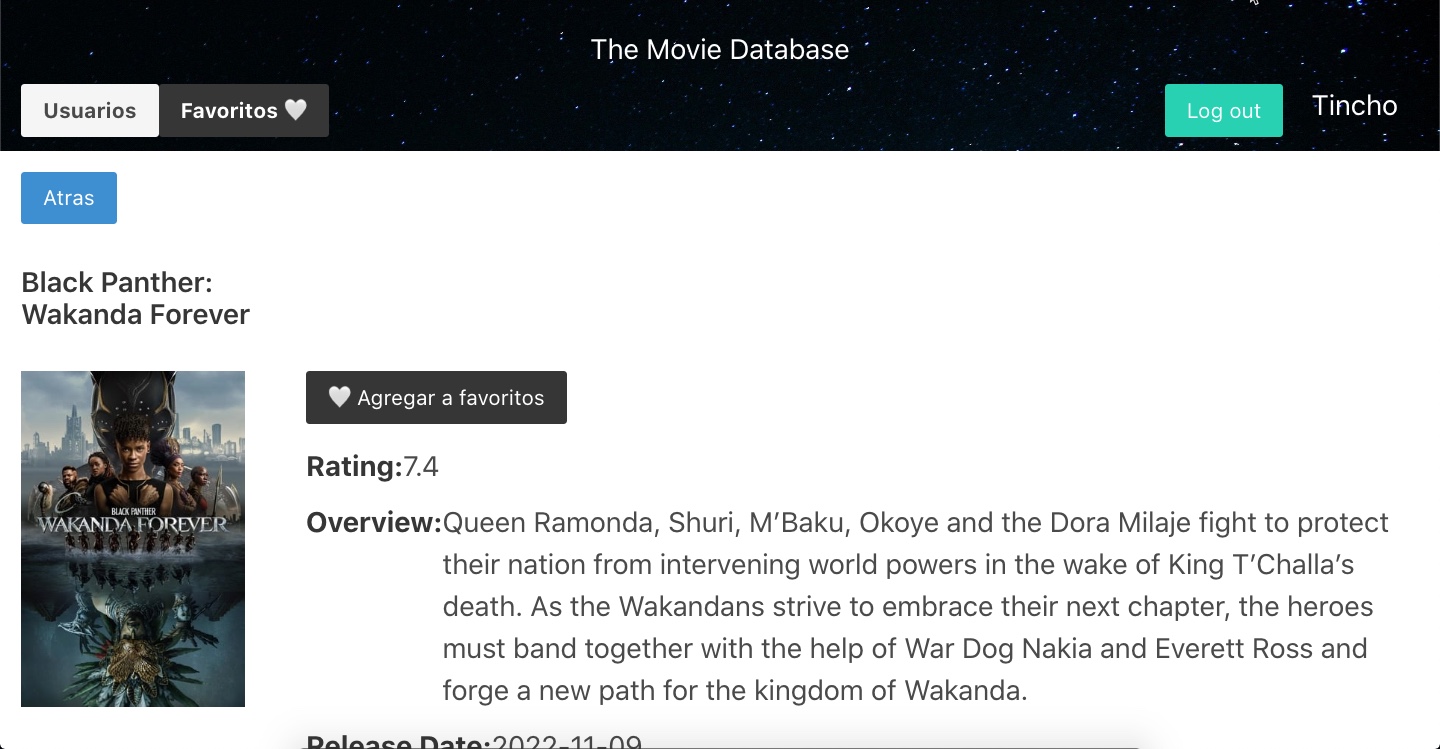 The Movie Database
Usuarios
Favoritos 🤍
Log out
Tincho
Atras
Black Panther:
Wakanda Forever
BLACK PANTHER
WAKANDA FOREVER
🤍 Agregar a favoritos
Rating:7.4
Overview:Queen Ramonda, Shuri, M’Baku, Okoye and the Dora Milaje fight to protect
their nation from intervening world powers in the wake of King T’Challa’s
death. As the Wakandans strive to embrace their next chapter, the heroes
must band together with the help of War Dog Nakia and Everett Ross and
forge a new path for the kingdom of Wakanda.
Release Date:2022-11-09